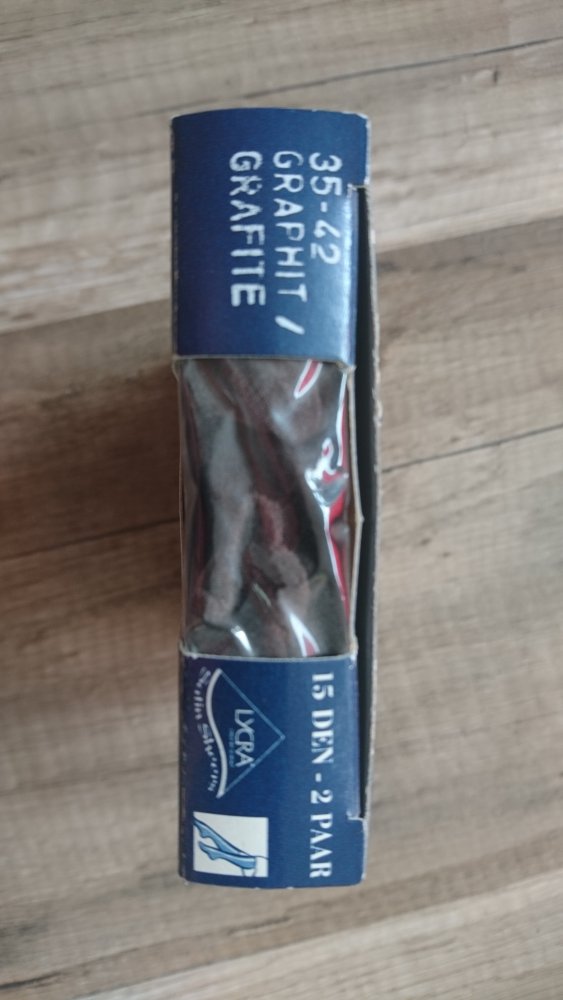 35-42
GRAPHIT /
GRAFITE
15 DEN - 2 PAAR
LYCRA